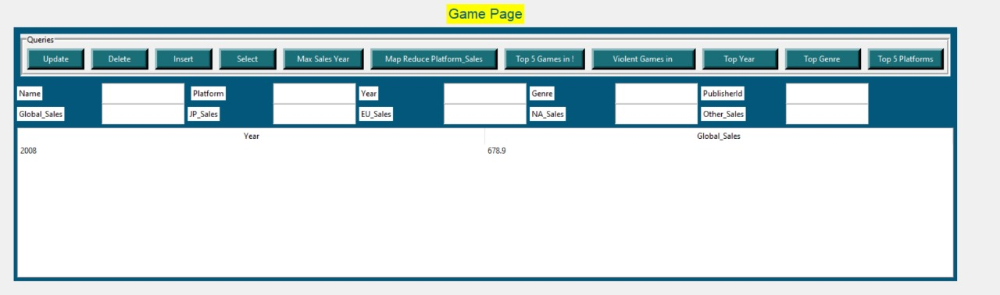 Game Page
Queries
Update Delete Insert Select Max Sales Year Map Reduce Platform_Sales Top 5 Games in ! Violent Games in Top Year Top Genre Top 5 Platforms
Name Platform Year Genre PublisherId
Global_Sales JP_Sales EU_Sales NA_Sales Other_Sales
Year Global_Sales
2008 678.9